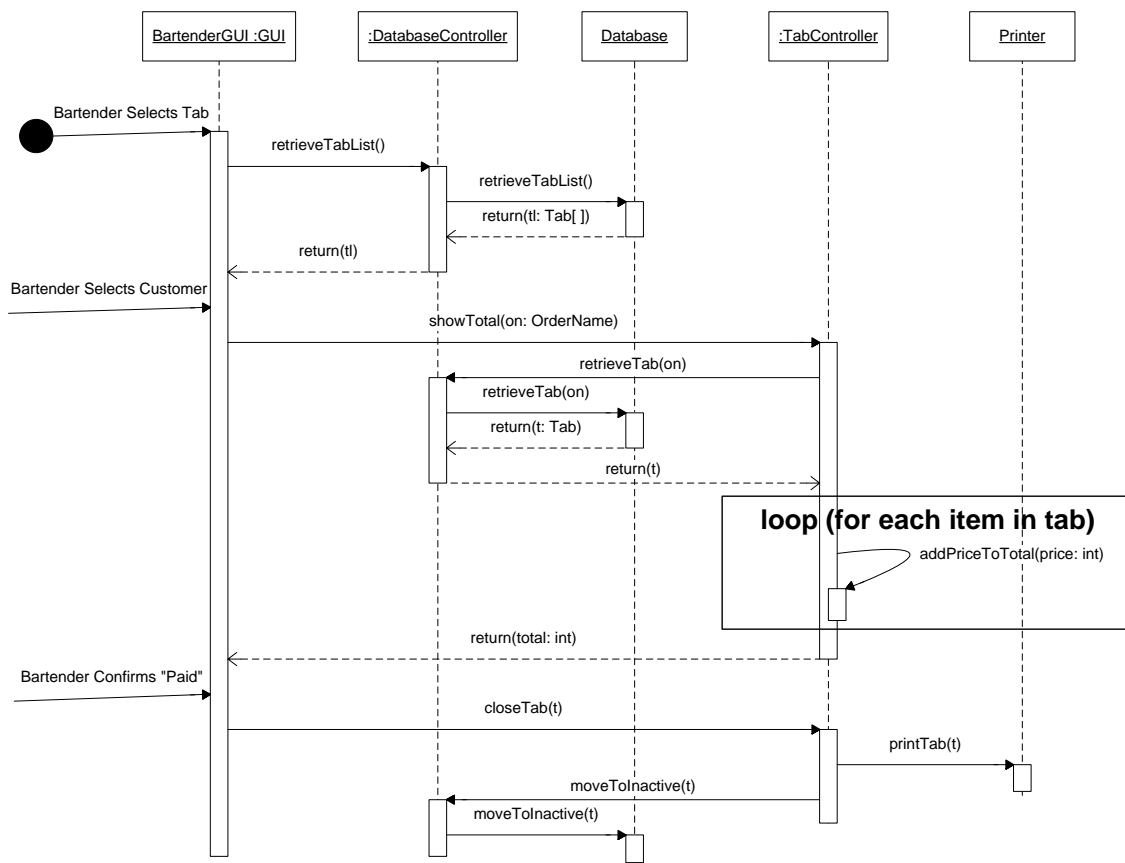 BartenderGUI :GUI
:DatabaseController
Database
:TabController
Printer
Bartender Selects Tab
retrieveTabList()
retrieveTabList()
return(tl: Tab[ ])
return(tl)
Bartender Selects Customer
showTotal(on: OrderName)
retrieveTab(on)
retrieveTab(on)
return(t: Tab)
return(t)
loop (for each item in tab)
addPriceToTotal(price: int)
return(total: int)
Bartender Confirms "Paid"
closeTab(t)
printTab(t)
moveToInactive(t)
moveToInactive(t)